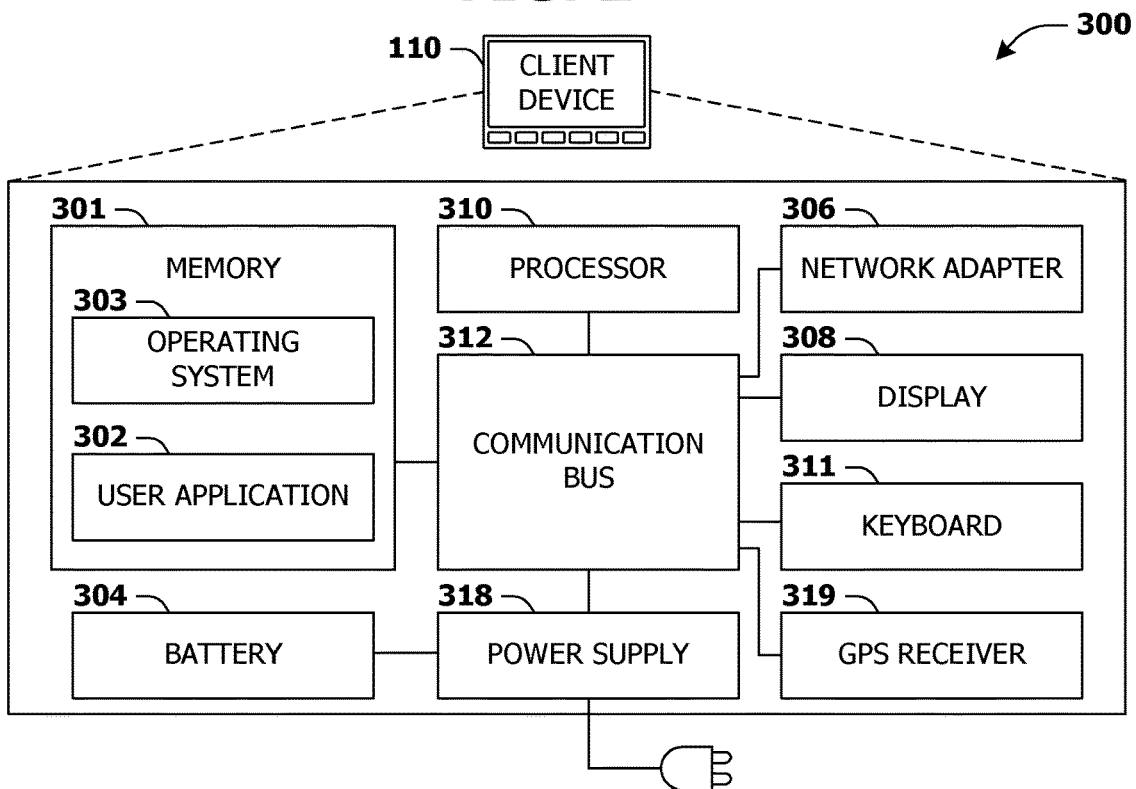 300
110
CLIENT
DEVICE
301
MEMORY
303
OPERATING
SYSTEM
302
USER APPLICATION
310
PROCESSOR
312
COMMUNICATION
BUS
306
NETWORK ADAPTER
308
DISPLAY
311
KEYBOARD
304
BATTERY
318
POWER SUPPLY
319
GPS RECEIVER